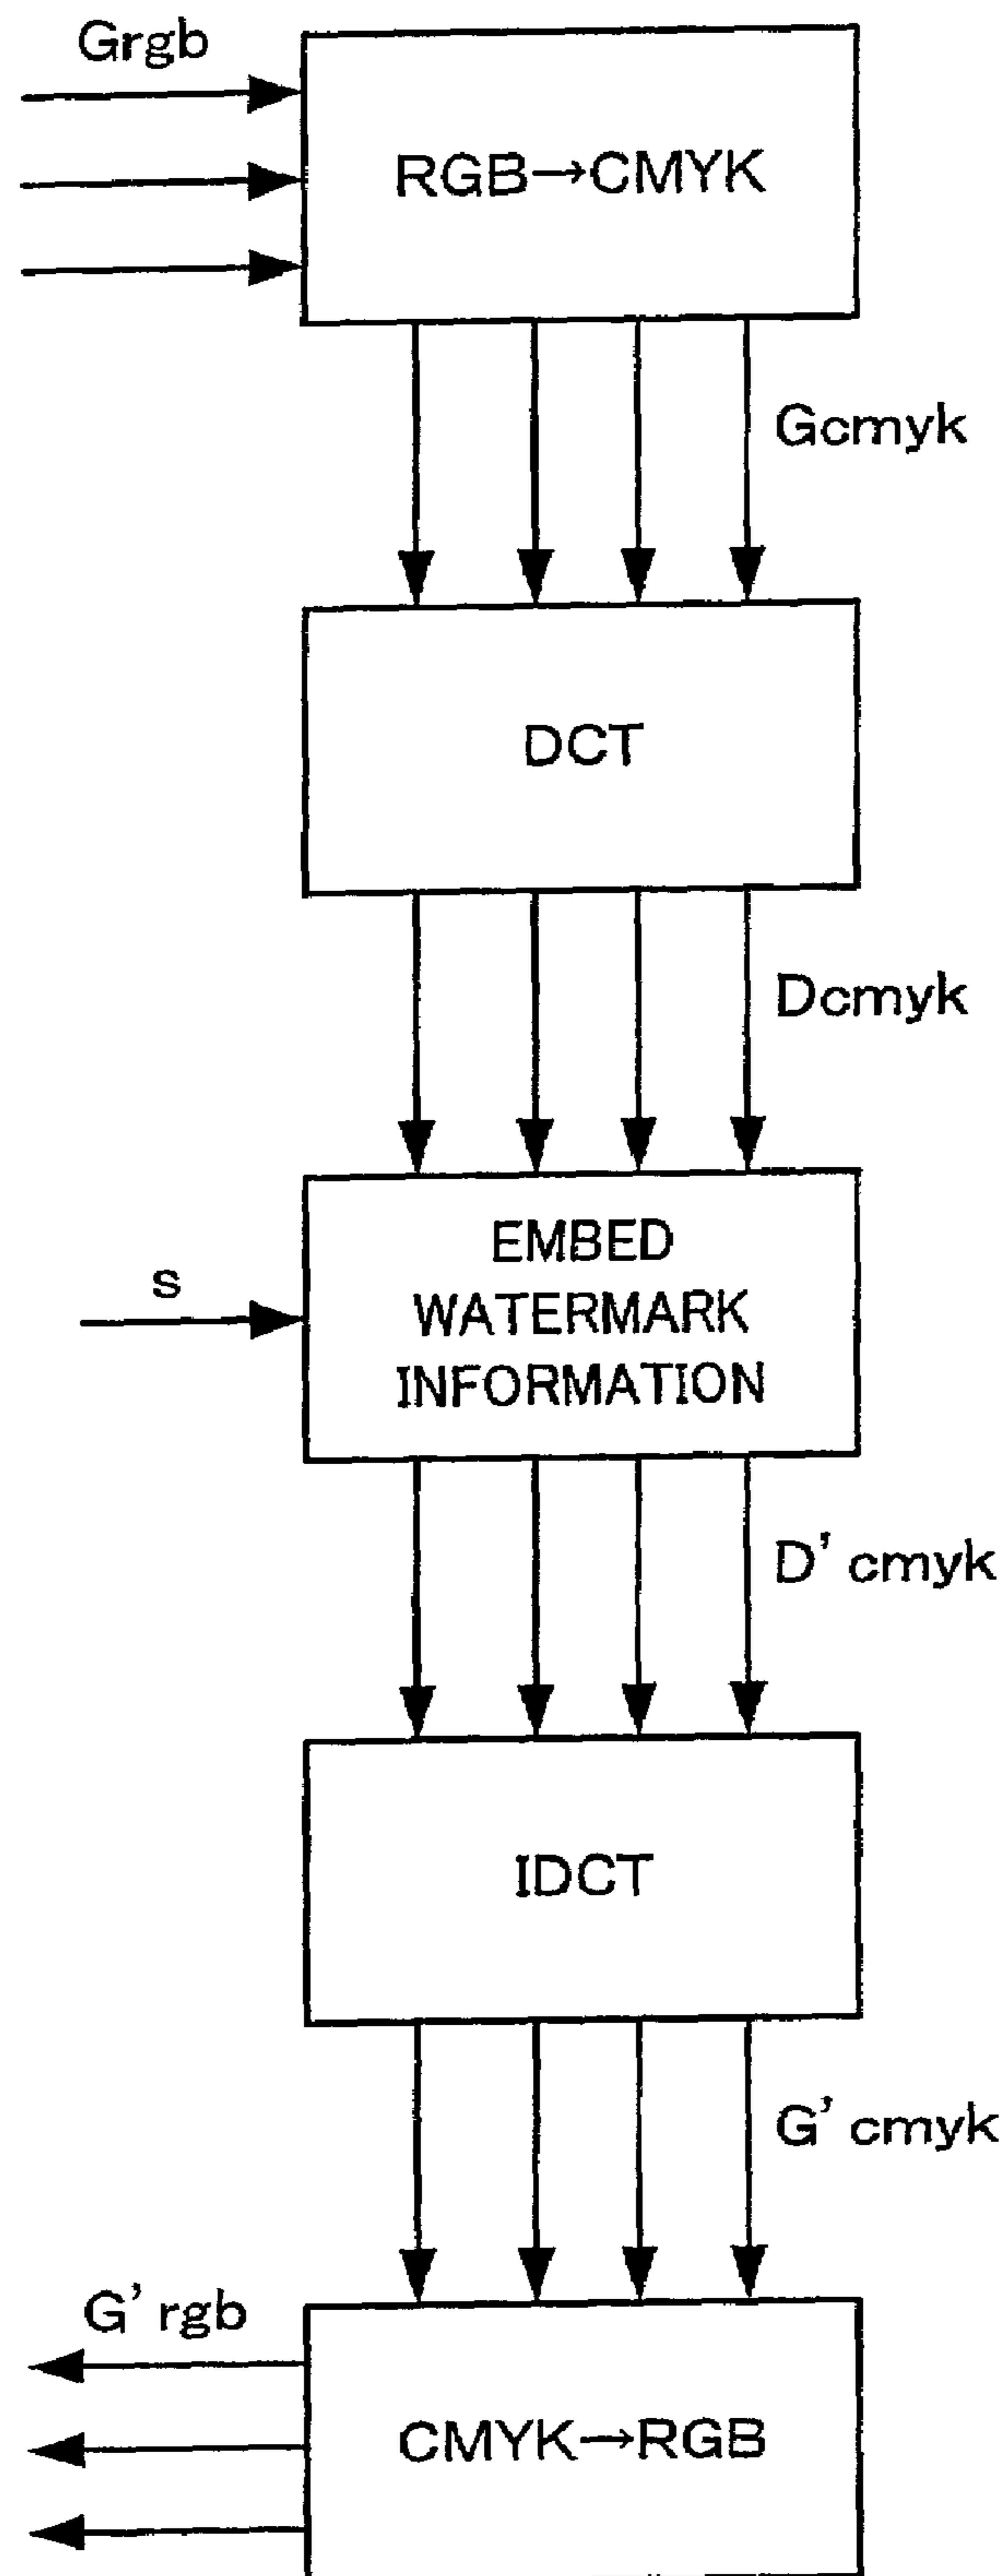 Grgb
RGB→CMYK
Gcmyk
DCT
Dcmyk
EMBED
WATERMARK
INFORMATION
s
D' cmyk
IDCT
G' cmyk
G' rgb
CMYK→RGB